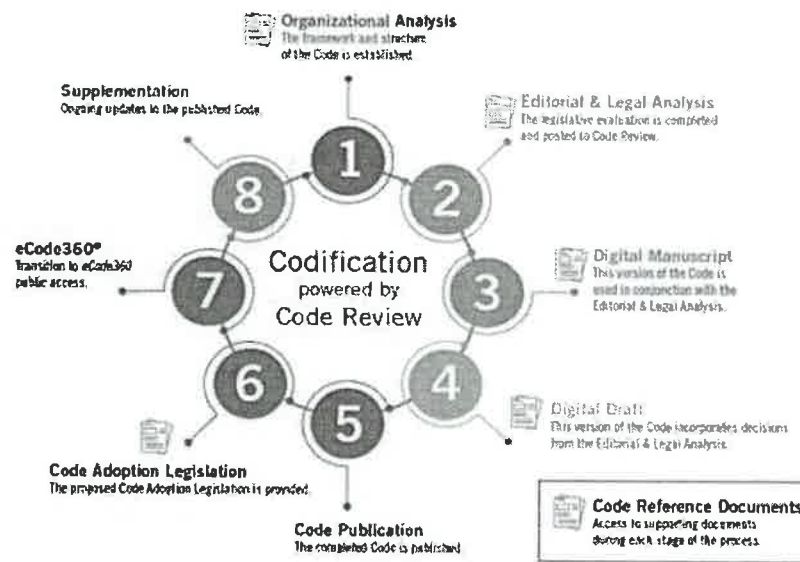 Organizational Analysis
The framework and structure
of the Code is established.
Supplementation
Ongoing updates to the published Code.
Editorial & Legal Analysis
The legislative evaluation is completed
and posted to Code Review.
1
2
3
4
5
6
7
8
eCode360®
Transition to eCode360
public access.
Codification
powered by
Code Review
Digital Manuscript
This version of the Code is
used in conjunction with the
Editorial & Legal Analysis.
Digital Draft
This version of the Code incorporates decisions
from the Editorial & Legal Analysis.
Code Adoption Legislation
The proposed Code Adoption Legislation is provided.
Code Publication
The completed Code is published
Code Reference Documents
Access to supporting documents
during each stage of the process.